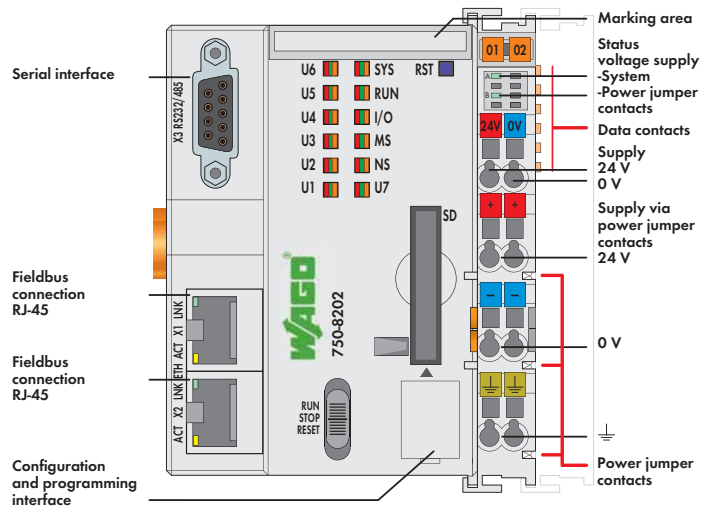 Marking area
Serial interface
X3 RS232/485
U6
SYS
RST
U5
RUN
U4
I/O
U3
MS
U2
NS
U1
U7
01 02
A
B
24V 0V
+ +
− −
Status
voltage supply
-System
-Power jumper
contacts
Data contacts
Supply
24 V
0 V
Supply via
power jumper
contacts
24 V
0 V
Power jumper
contacts
SD
WAGO
750-8202
Fieldbus
connection
RJ-45
ACT X1 LNK
ETH
Fieldbus
connection
RJ-45
ACT X2 LNK
RUN
STOP
RESET
Configuration
and programming
interface